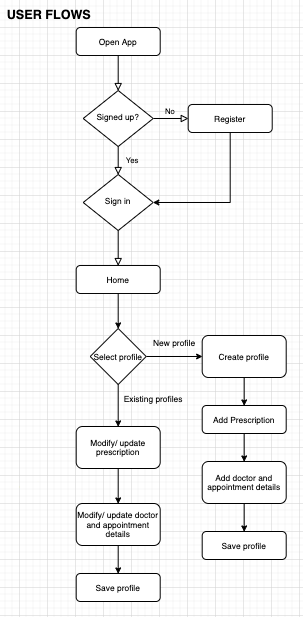 USER FLOWS
Open App
Signed up?
No
Register
Yes
Sign in
Home
Select profile
New profile
Create profile
Existing profiles
Add Prescription
Modify/ update
prescription
Add doctor and
appointment details
Modify/ update doctor
and appointment
details
Save profile
Save profile